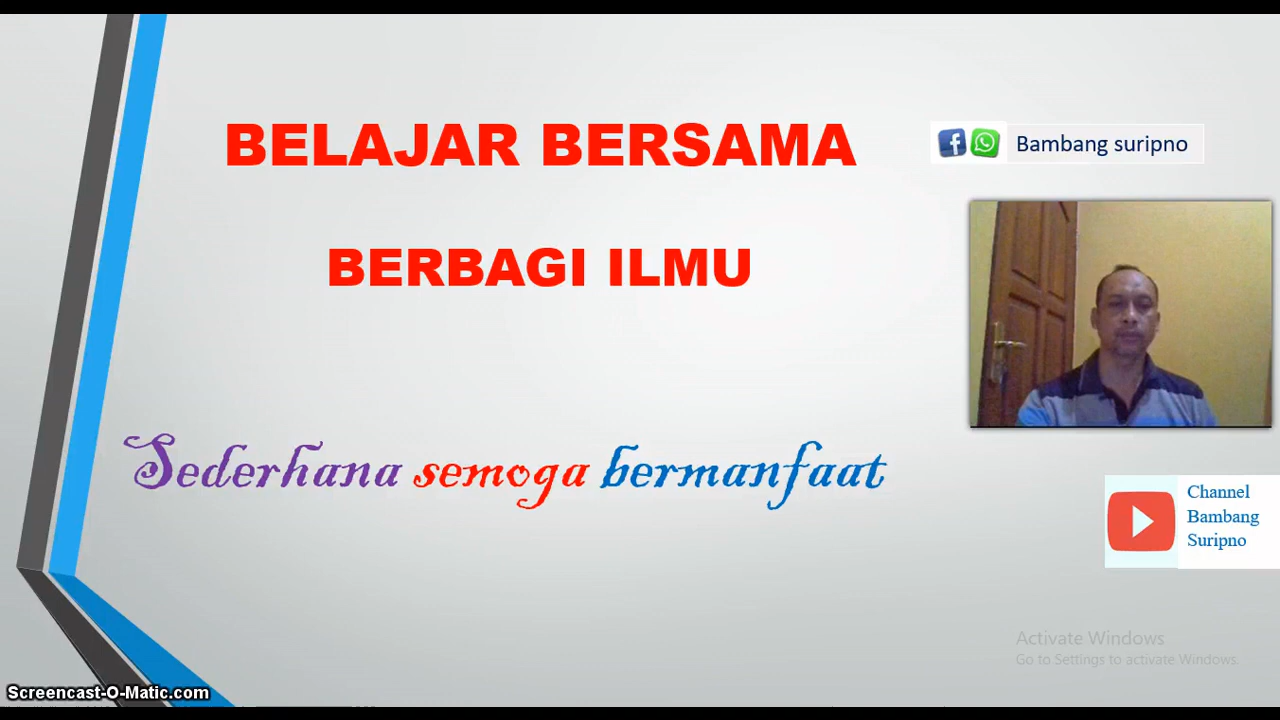 BELAJAR BERSAMA
BERBAGI ILMU
Sederhana semoga bermanfaat
Bambang suripno
Channel
Bambang
Suripno
Activate Windows
Go to Settings to activate Windows.
Screencast-O-Matic.com